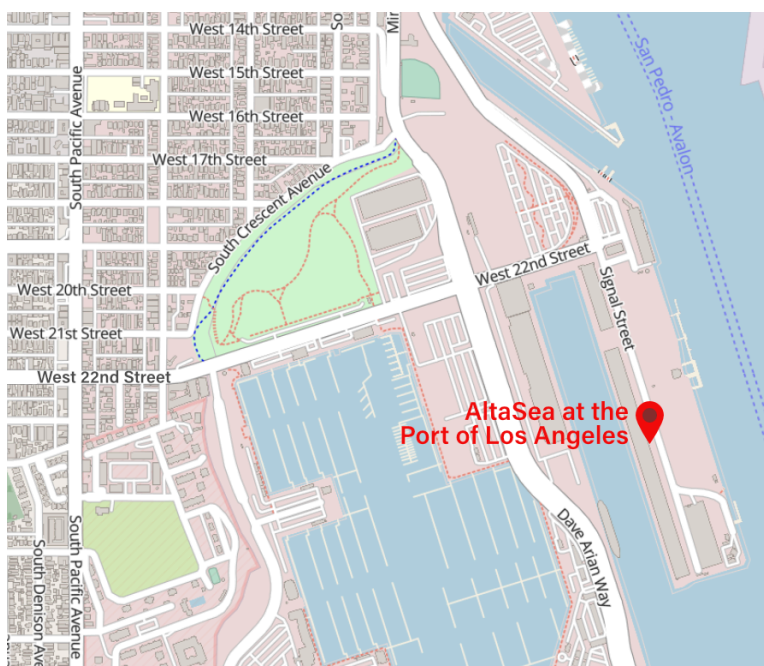 West 14th Street
So
Mir
West 15th Street
South Pacific Avenue
West 16th Street
West 17th Street
San Pedro - Avalon
South Crescent Avenue
West 22nd Street
West 20th Street
Signal Street
West 21st Street
West 22nd Street
AltaSea at the
Port of Los Angeles
South Pacific Avenue
South Denison Ave
Dave Arian Way